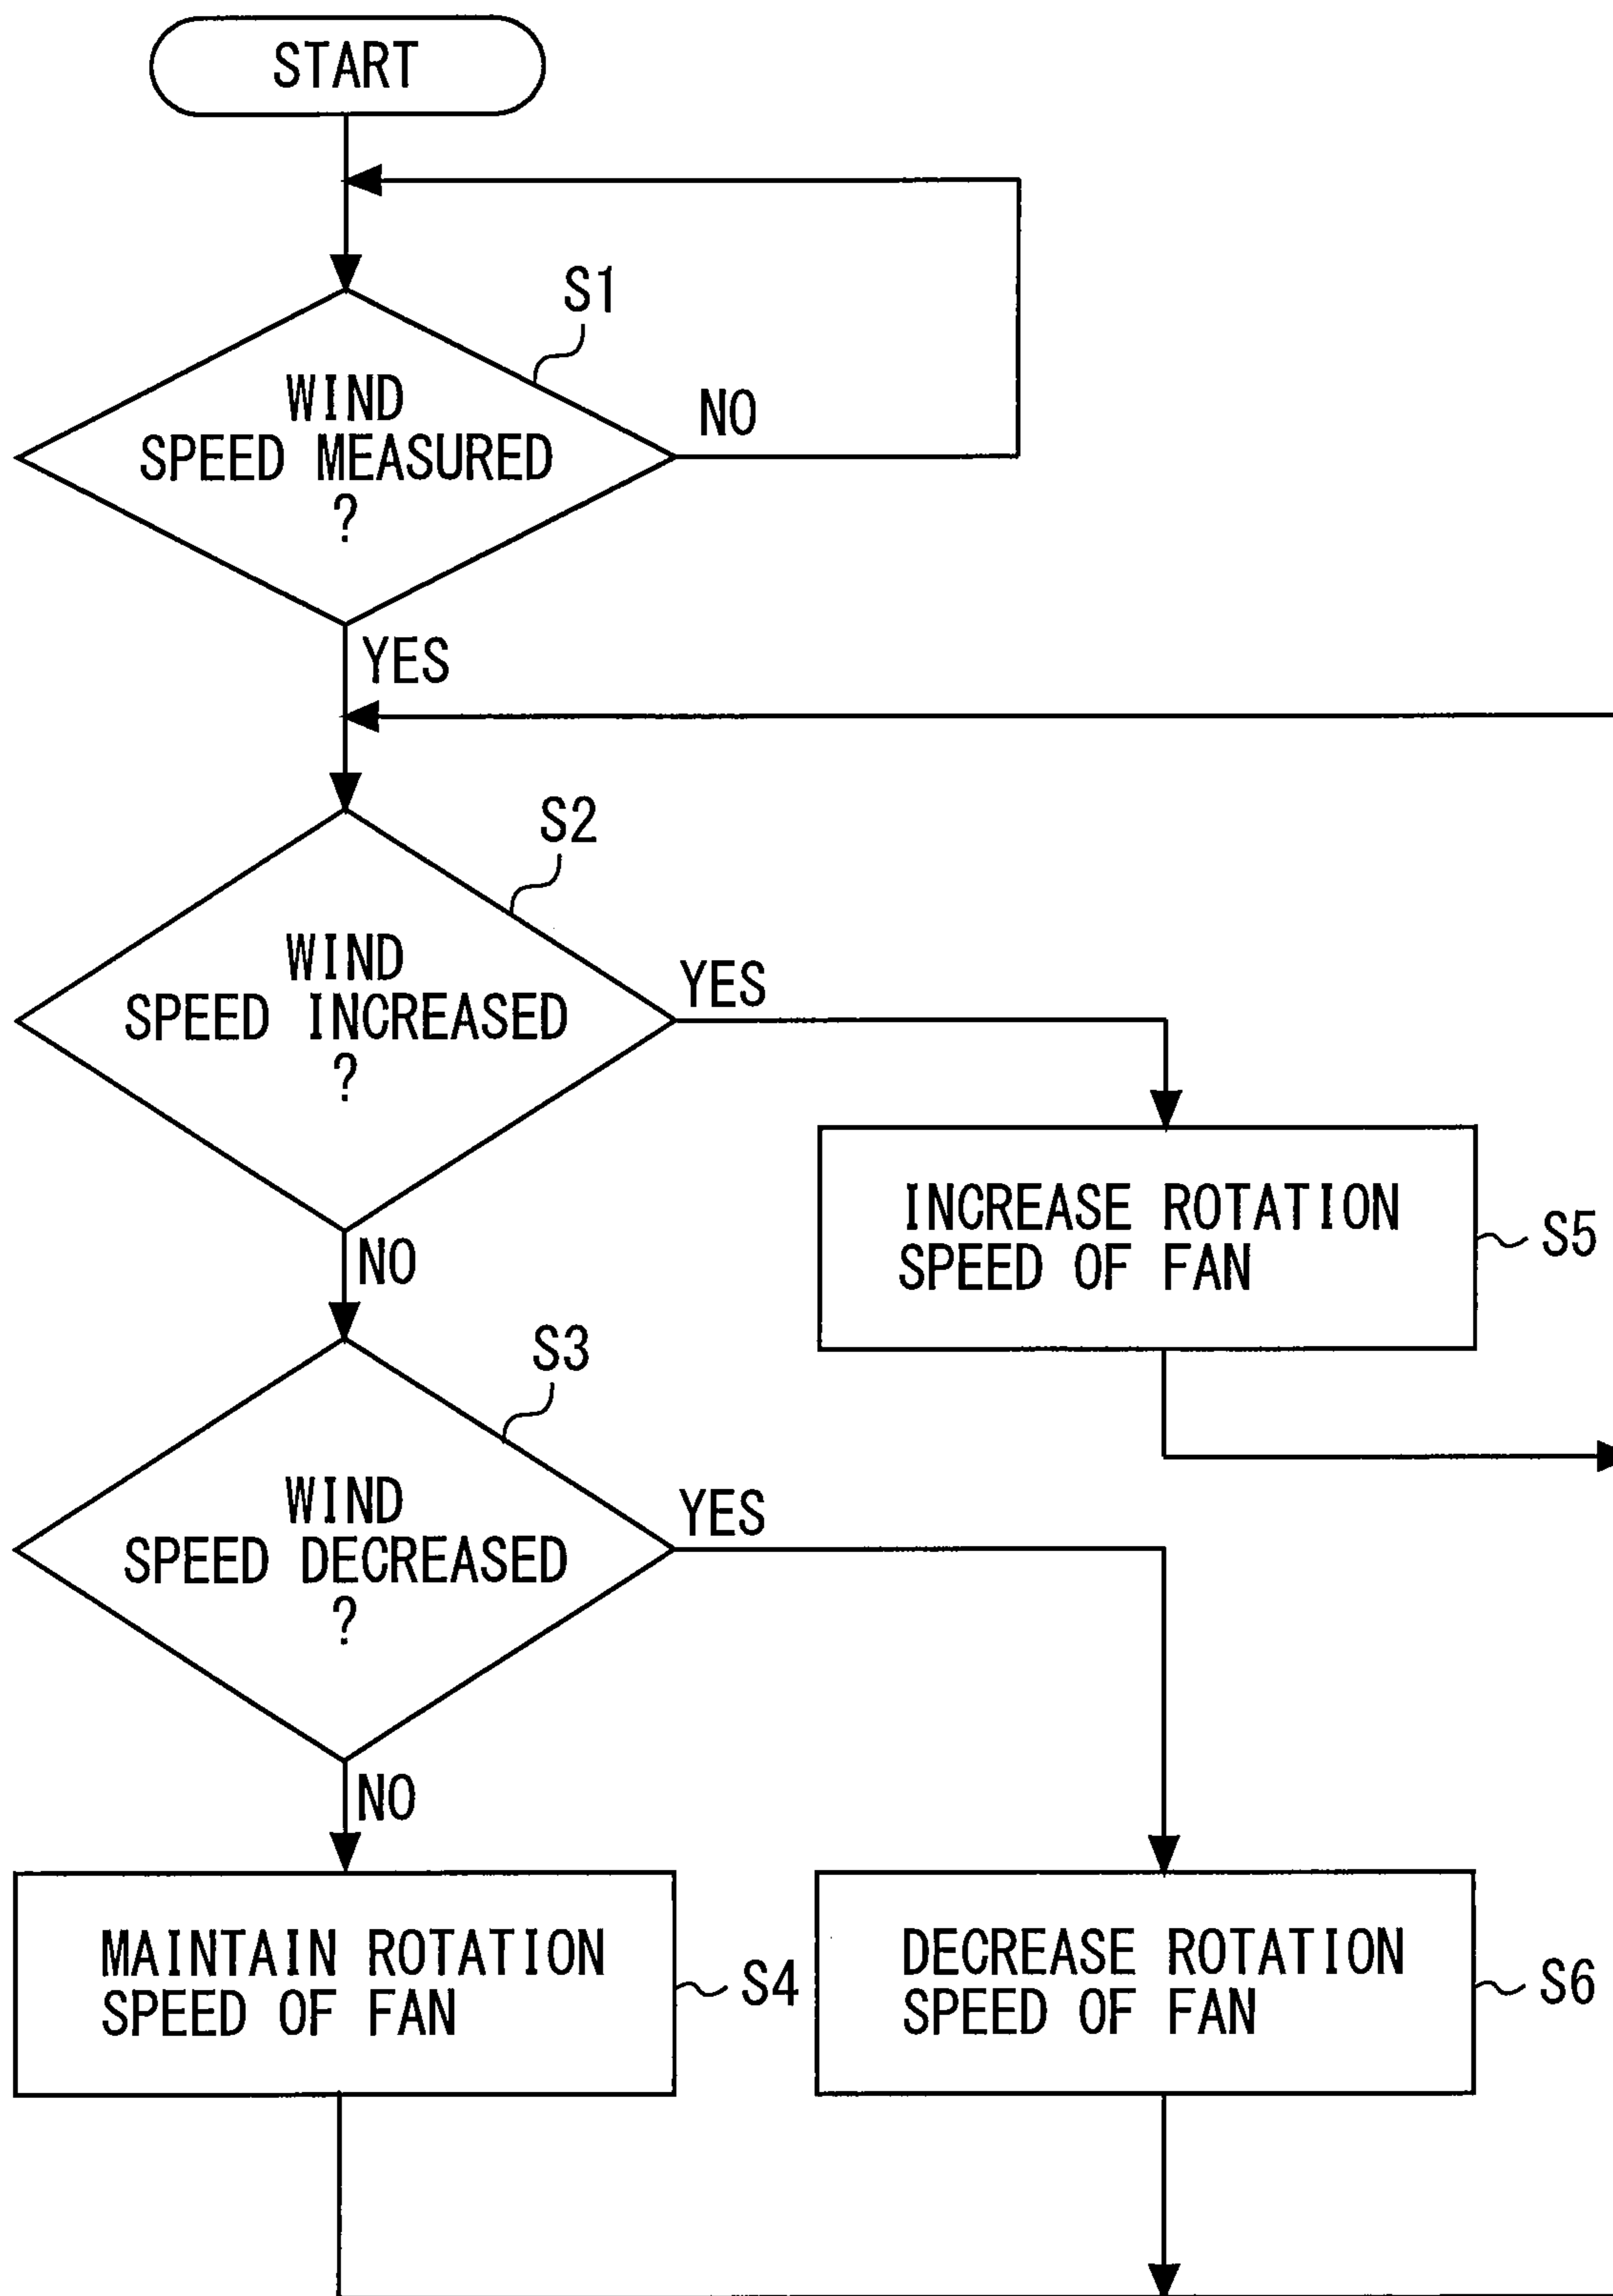 START
S1
WIND
SPEED MEASURED
?
NO
YES
S2
WIND
SPEED INCREASED
?
YES
INCREASE ROTATION
SPEED OF FAN
S5
NO
S3
WIND
SPEED DECREASED
?
YES
NO
MAINTAIN ROTATION
SPEED OF FAN
S4
DECREASE ROTATION
SPEED OF FAN
S6